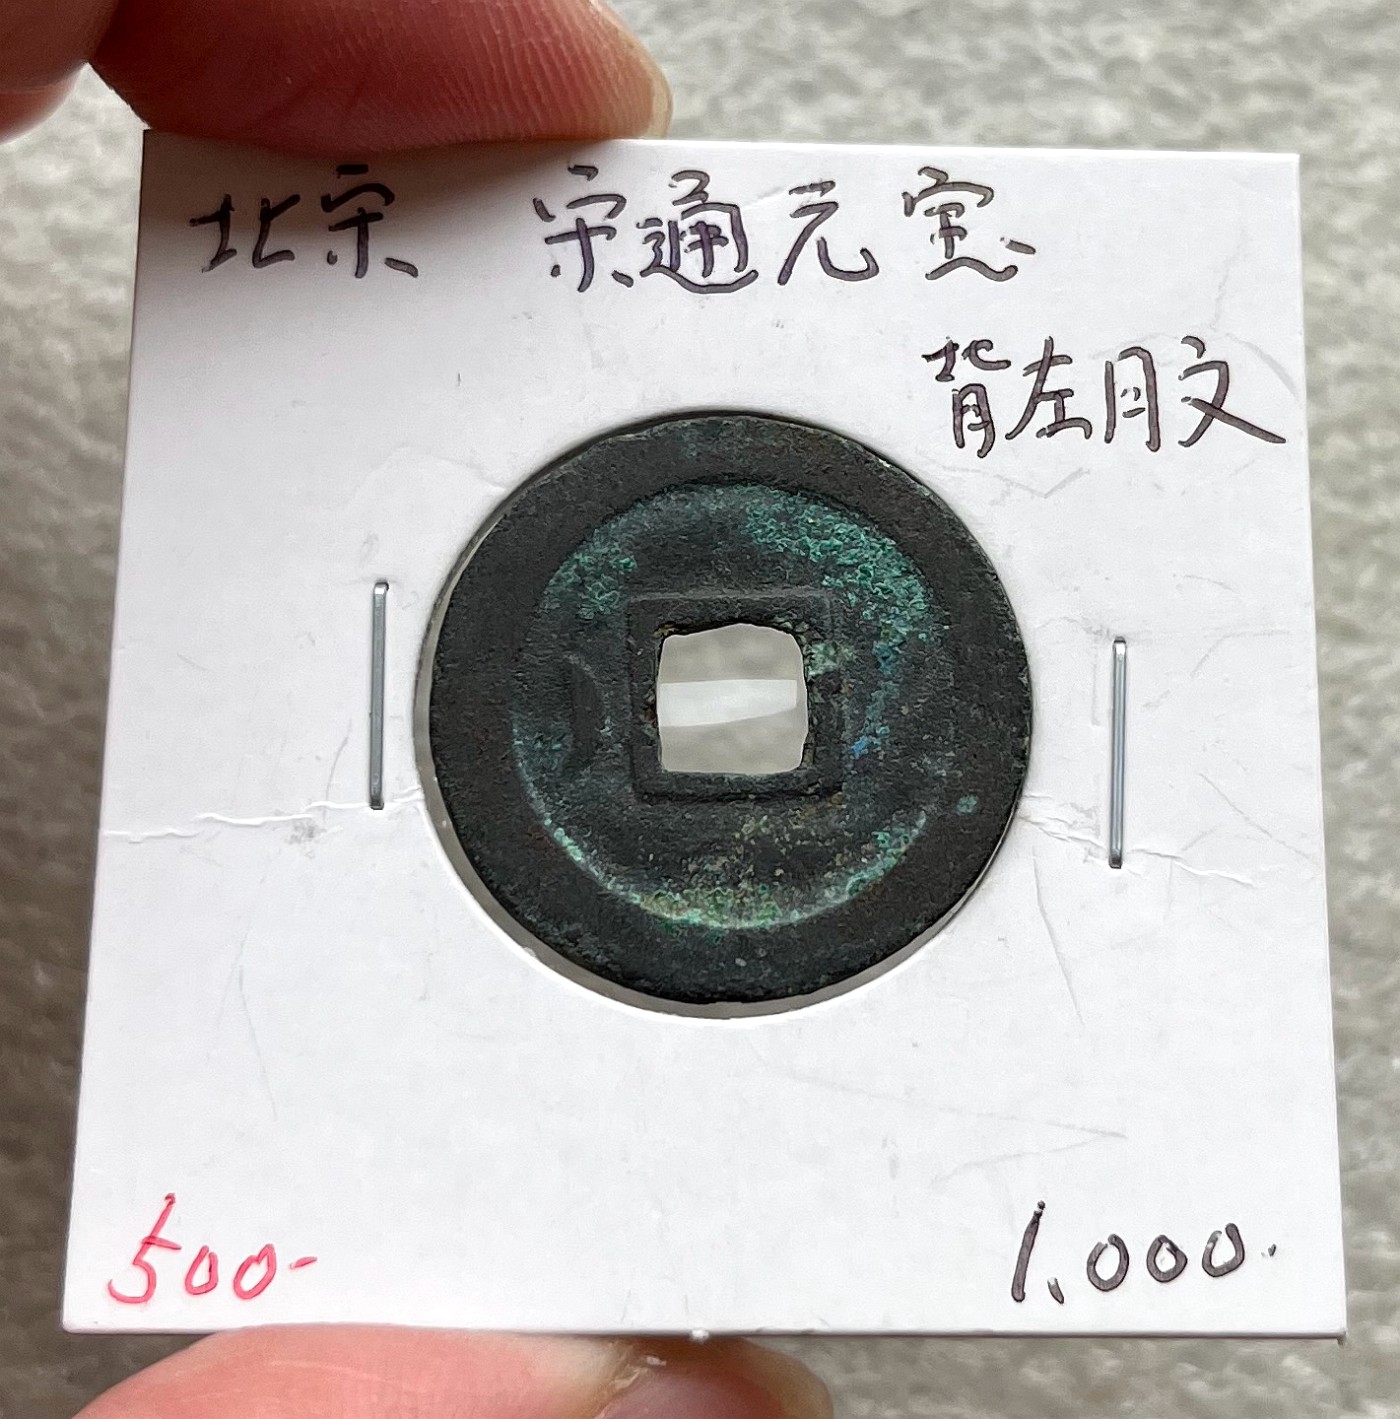 北宋 宋通元宝
背左月文
500-
1,000.